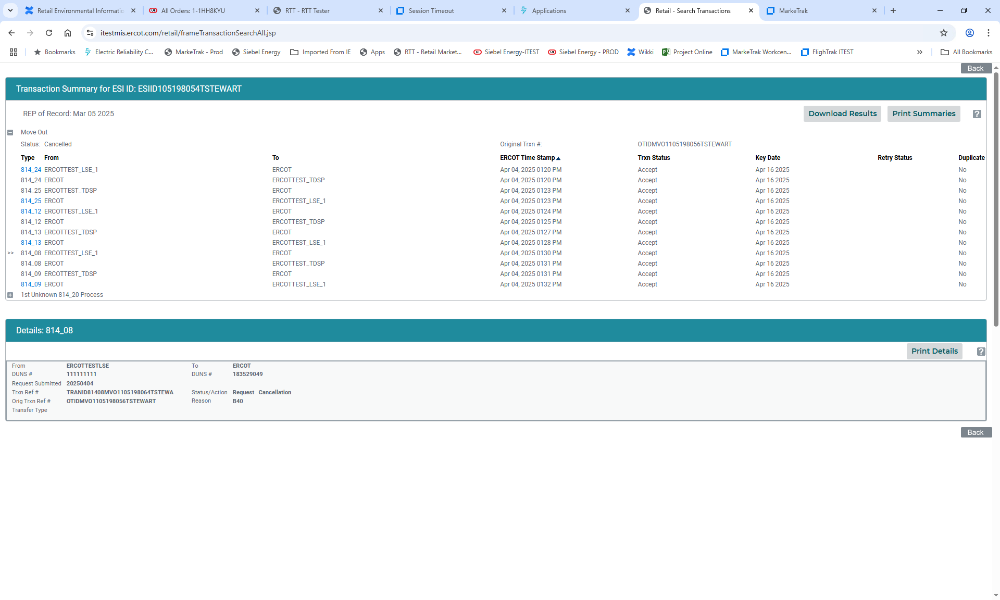 Retail Environmental Informatio
All Orders: 1-1HH8KYU
RTT - RTT Tester
Session Timeout
Applications
Retail - Search Transactions
MarkeTrak
itestmis.ercot.com/retail/frameTransactionSearchAll.jsp
Bookmarks
Electric Reliability C...
MarkeTrak - Prod
Siebel Energy
Imported From IE
Apps
RTT - Retail Market...
Siebel Energy-ITEST
Siebel Energy - PROD
Wikki
Project Online
MarkeTrak Workcen...
FlighTrak ITEST
»
All Bookmarks
Back
Transaction Summary for ESI ID: ESIID105198054TSTEWART
REP of Record: Mar 05 2025
Download Results
Print Summaries
?
Move Out
Status: Cancelled Original Trxn #: OTIDMVO1105198056TSTEWART
Type From To ERCOT Time Stamp Trxn Status Key Date Retry Status Duplicate
814_24 ERCOTTEST_LSE_1 ERCOT Apr 04, 2025 0120 PM Accept Apr 16 2025 No
814_24 ERCOT ERCOTTEST_TDSP Apr 04, 2025 0120 PM Accept Apr 16 2025 No
814_25 ERCOTTEST_TDSP ERCOT Apr 04, 2025 0123 PM Accept Apr 16 2025 No
814_25 ERCOT ERCOTTEST_LSE_1 Apr 04, 2025 0123 PM Accept Apr 16 2025 No
814_12 ERCOTTEST_LSE_1 ERCOT Apr 04, 2025 0124 PM Accept Apr 16 2025 No
814_12 ERCOT ERCOTTEST_TDSP Apr 04, 2025 0125 PM Accept Apr 16 2025 No
814_13 ERCOTTEST_TDSP ERCOT Apr 04, 2025 0127 PM Accept Apr 16 2025 No
814_13 ERCOT ERCOTTEST_LSE_1 Apr 04, 2025 0128 PM Accept Apr 16 2025 No
>> 814_08 ERCOTTEST_LSE_1 ERCOT Apr 04, 2025 0130 PM Accept Apr 16 2025 No
814_08 ERCOT ERCOTTEST_TDSP Apr 04, 2025 0131 PM Accept Apr 16 2025 No
814_09 ERCOTTEST_TDSP ERCOT Apr 04, 2025 0131 PM Accept Apr 16 2025 No
814_09 ERCOT ERCOTTEST_LSE_1 Apr 04, 2025 0132 PM Accept Apr 16 2025 No
1st Unknown 814_20 Process
Details: 814_08
Print Details
?
From ERCOTTESTLSE To ERCOT
DUNS # 111111111 DUNS # 183529049
Request Submitted 20250404
Trxn Ref # TRANID81408MVO1105198064TSTEWA Status/Action Request Cancellation
Orig Trxn Ref # OTIDMVO1105198056TSTEWART Reason B40
Transfer Type
Back